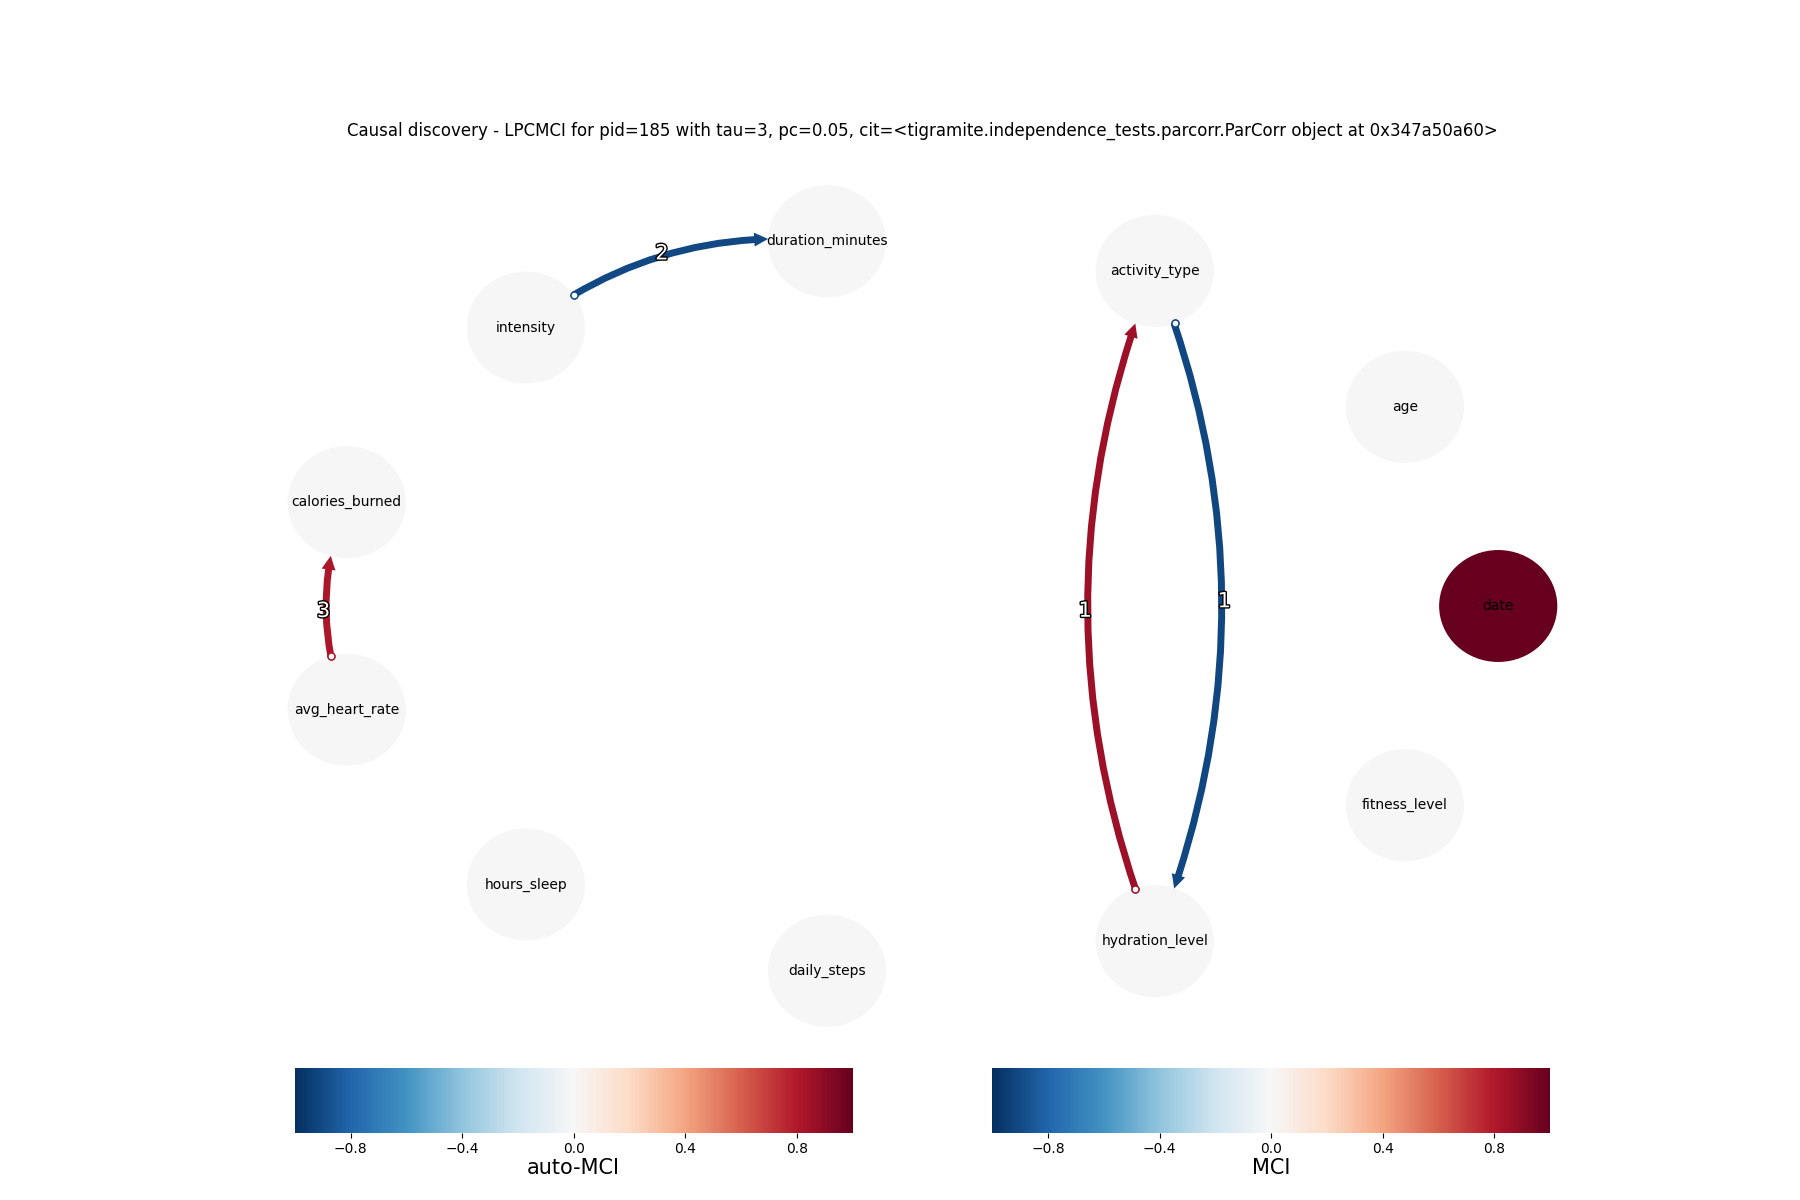 Causal discovery - LPCMCI for pid=185 with tau=3, pc=0.05, cit=<tigramite.independence_tests.parcorr.ParCorr object at 0x347a50a60>
duration_minutes
2
activity_type
intensity
age
calories_burned
3
1
1
date
avg_heart_rate
fitness_level
hours_sleep
hydration_level
daily_steps
−0.8 −0.4 0.0 0.4 0.8
auto-MCI
−0.8 −0.4 0.0 0.4 0.8
MCI